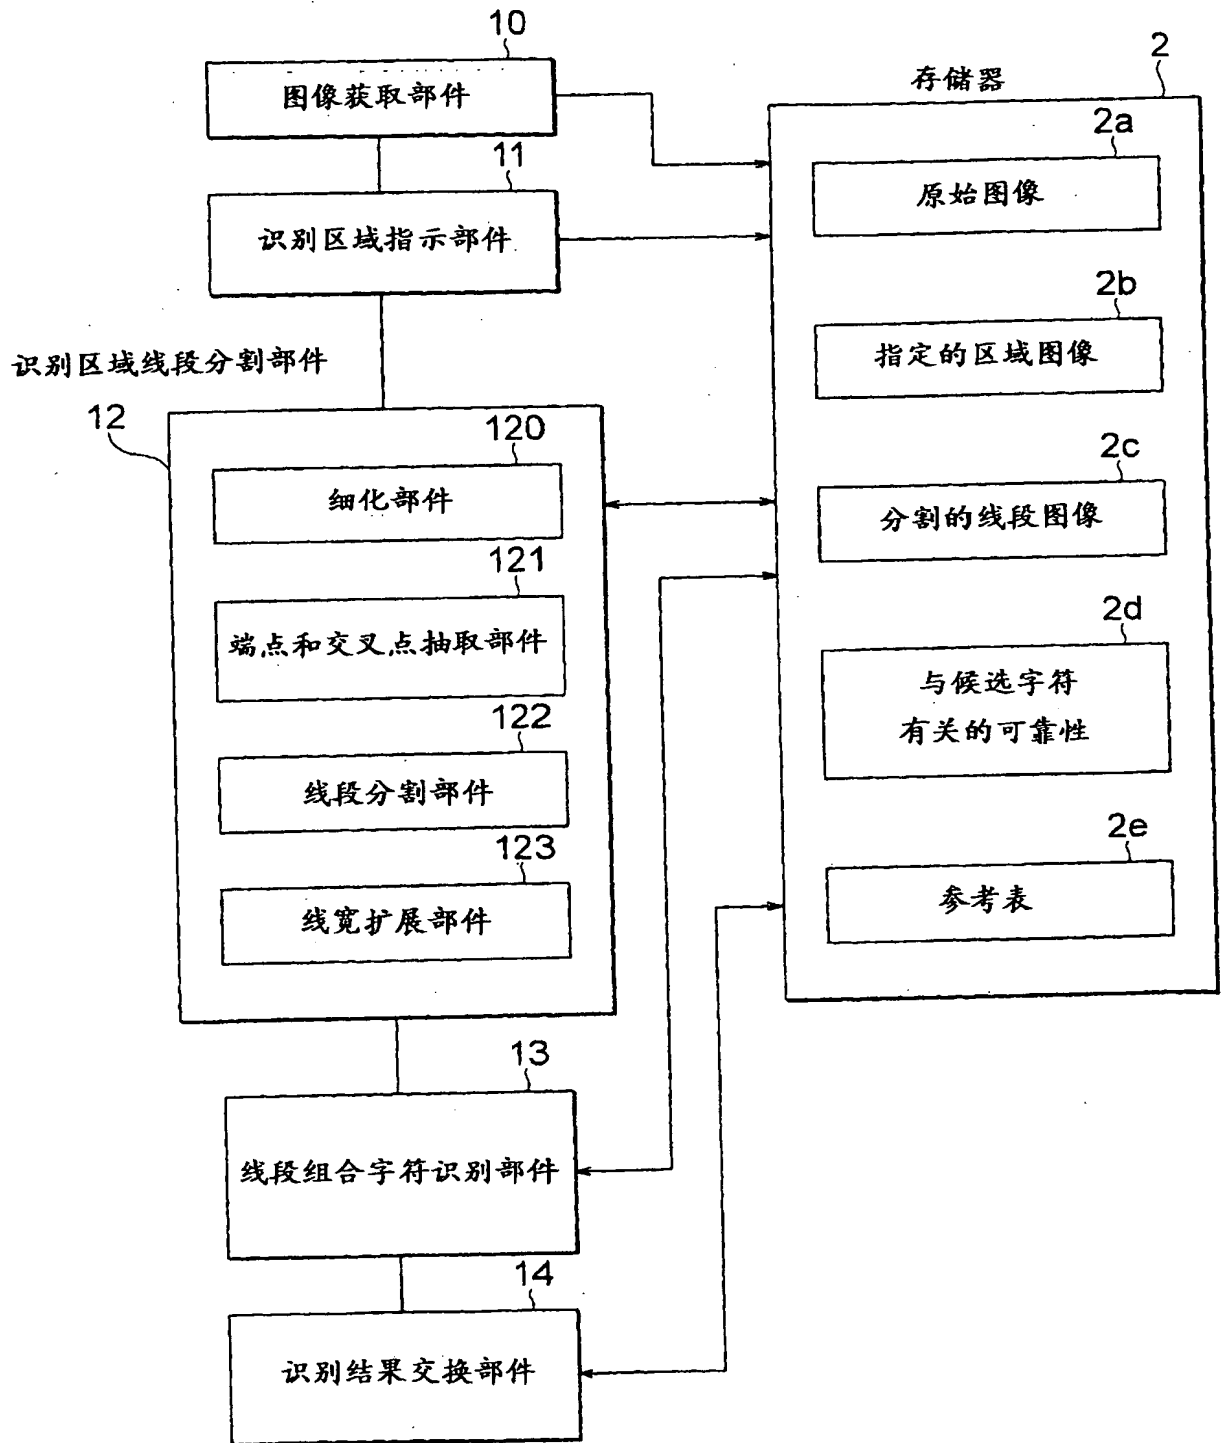 10
图像获取部件
11
识别区域指示部件
识别区域线段分割部件
12
120
细化部件
121
端点和交叉点抽取部件
122
线段分割部件
123
线宽扩展部件
13
线段组合字符识别部件
14
识别结果交换部件
2
存储器
2a
原始图像
2b
指定的区域图像
2c
分割的线段图像
2d
与候选字符
有关的可靠性
2e
参考表